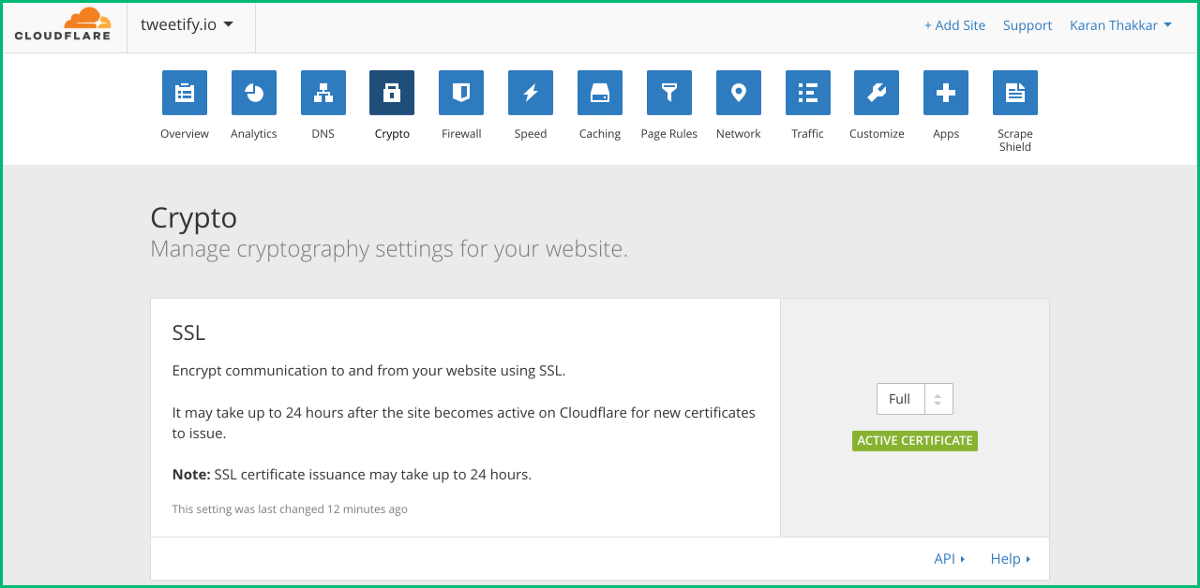 CLOUDFLARE
tweetify.io
+ Add Site Support Karan Thakkar
Overview Analytics DNS Crypto Firewall Speed Caching Page Rules Network Traffic Customize Apps Scrape
Shield
Crypto
Manage cryptography settings for your website.
SSL
Encrypt communication to and from your website using SSL.
It may take up to 24 hours after the site becomes active on Cloudflare for new certificates
to issue.
Note: SSL certificate issuance may take up to 24 hours.
This setting was last changed 12 minutes ago
Full
ACTIVE CERTIFICATE
API Help